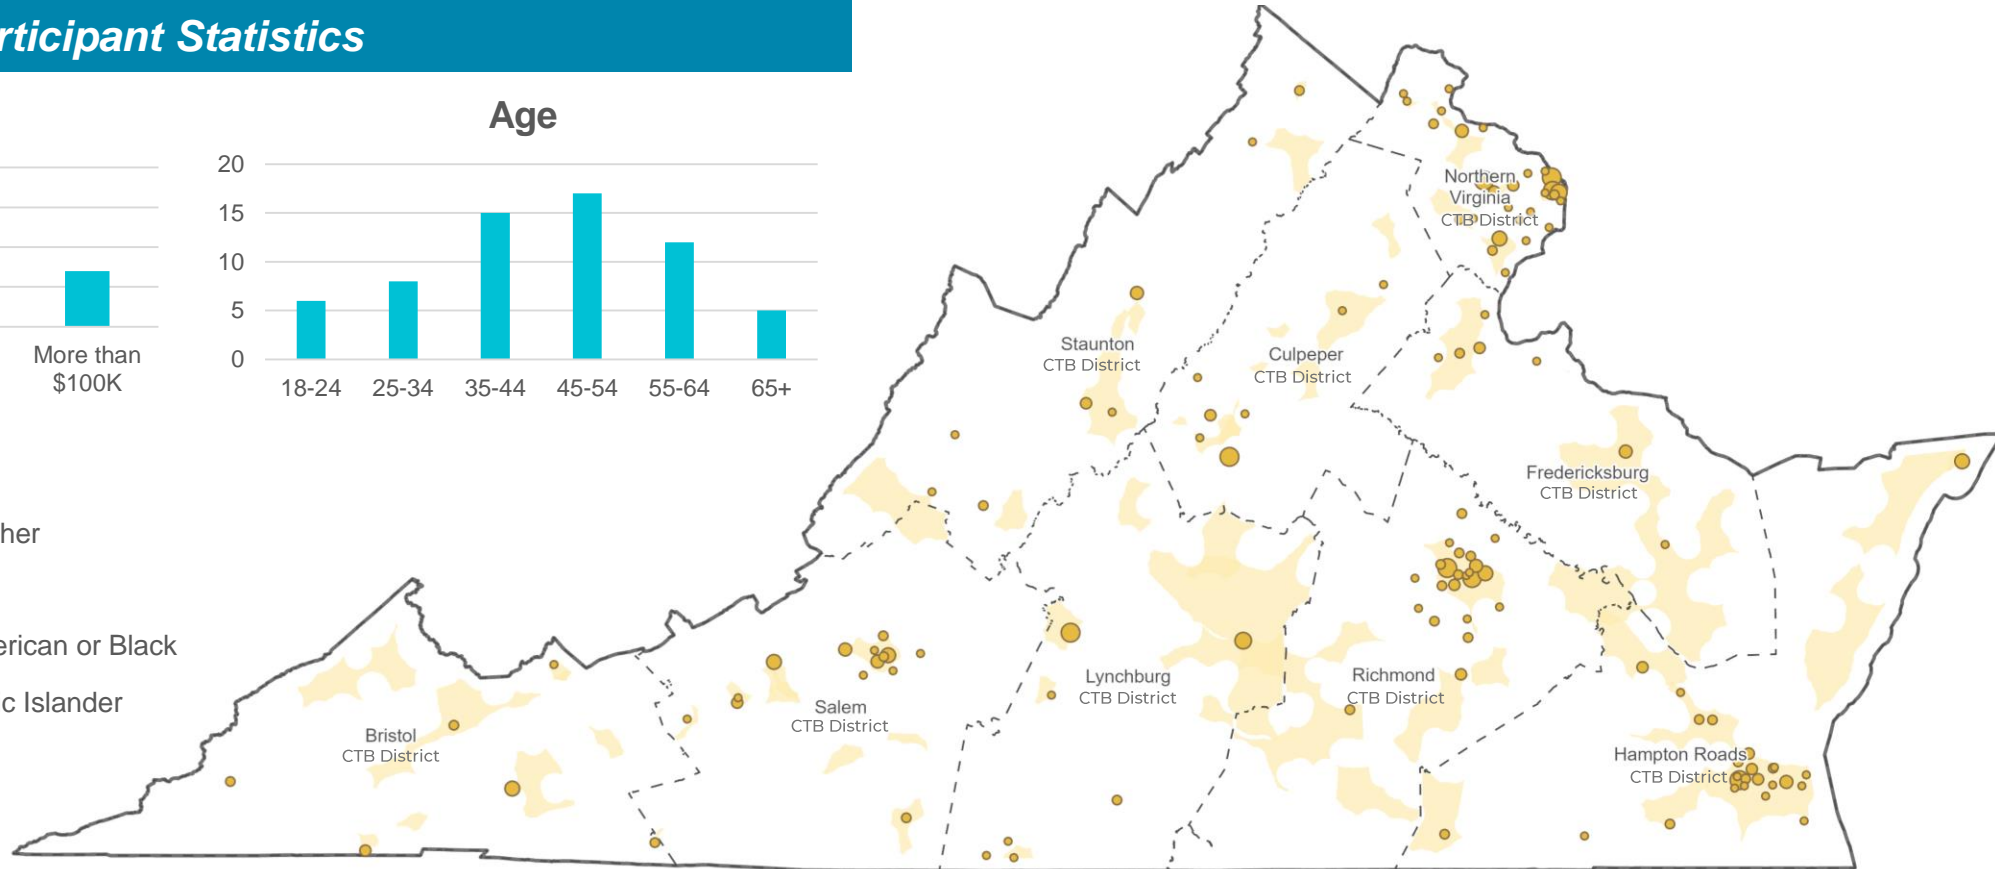 rticipant Statistics
Age
20
15
10
5
0
18-24 25-34 35-44 45-54 55-64 65+
More than
$100K
her
erican or Black
c Islander
Northern
Virginia
CTB District
Staunton
CTB District
Culpeper
CTB District
Fredericksburg
CTB District
Lynchburg
CTB District
Richmond
CTB District
Salem
CTB District
Bristol
CTB District
Hampton Roads
CTB District